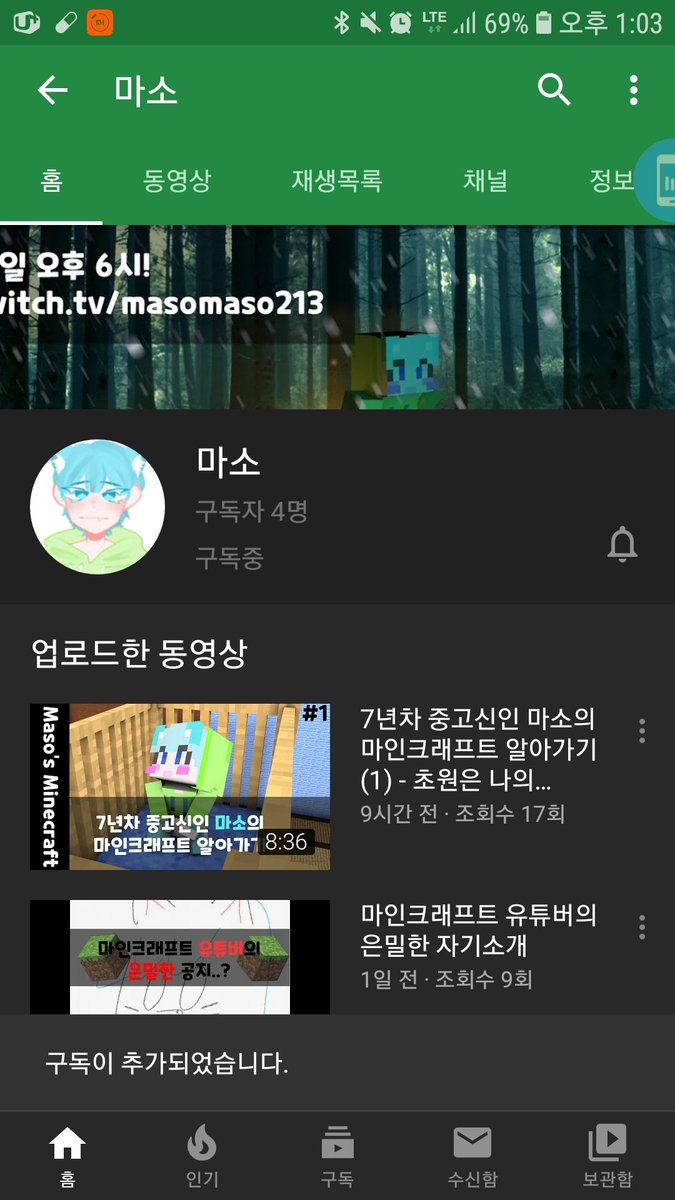 LTE 69% 오후 1:03
마소
홈 동영상 재생목록 채널 정보
일 오후 6시!
witch.tv/masomaso213
마소
구독자 4명
구독중
업로드한 동영상
Maso's Minecraft
#1
7년차 중고신인 마소의
마인크래프트 알아가기
8:36
7년차 중고신인 마소의
마인크래프트 알아가기
(1) - 초원은 나의...
9시간 전 · 조회수 17회
마인크래프트 유튜버의
은밀한 공지..?
마인크래프트 유튜버의
은밀한 자기소개
1일 전 · 조회수 9회
구독이 추가되었습니다.
홈 인기 구독 수신함 보관함